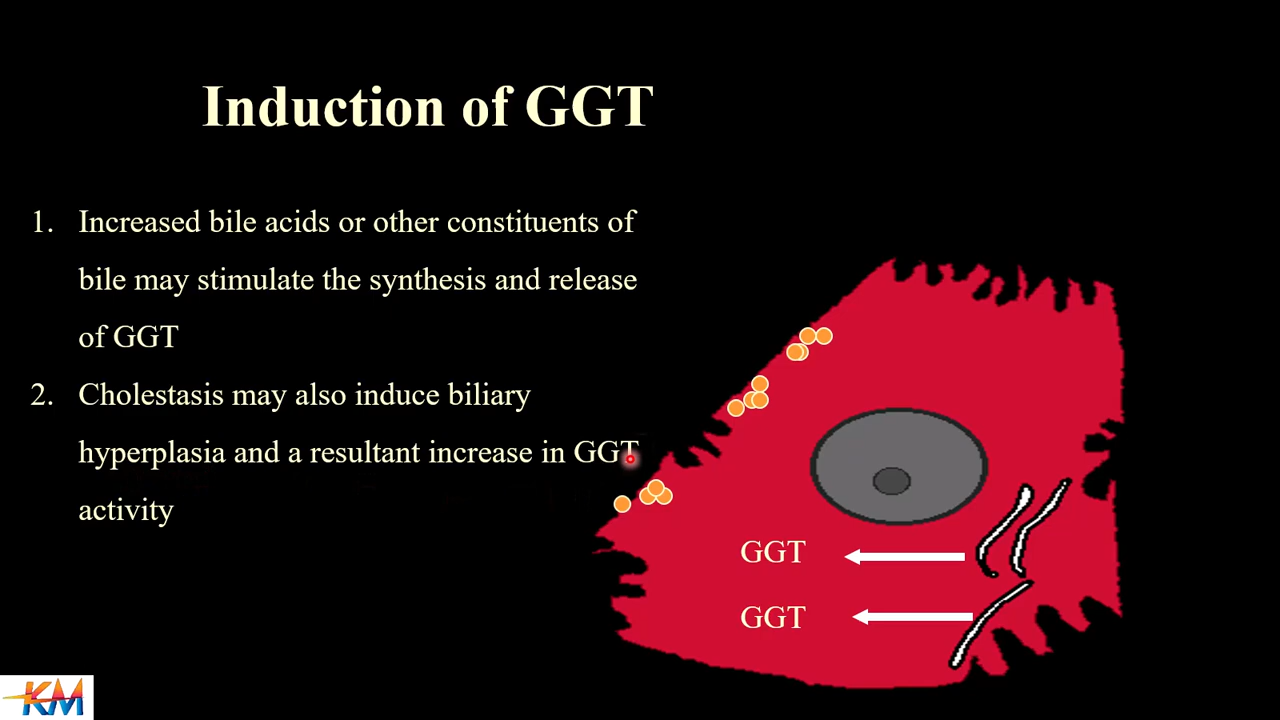 Induction of GGT
1. Increased bile acids or other constituents of
bile may stimulate the synthesis and release
of GGT
2. Cholestasis may also induce biliary
hyperplasia and a resultant increase in GGT
activity
GGT
GGT
KM